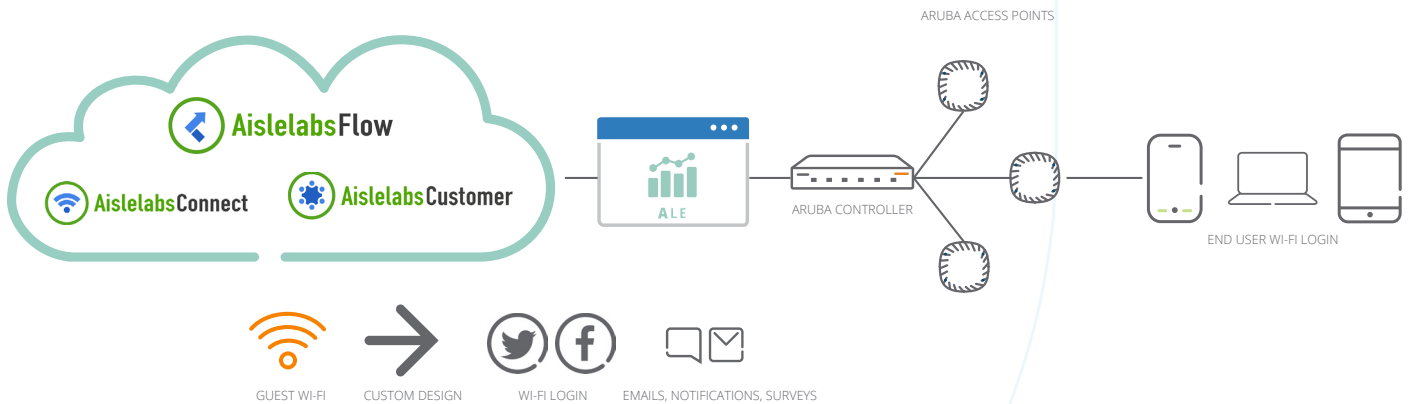 ARUBA ACCESS POINTS
AislelabsFlow
AislelabsConnect
AislelabsCustomer
ALE
ARUBA CONTROLLER
END USER WI-FI LOGIN
GUEST WI-FI
CUSTOM DESIGN
WI-FI LOGIN
EMAILS, NOTIFICATIONS, SURVEYS